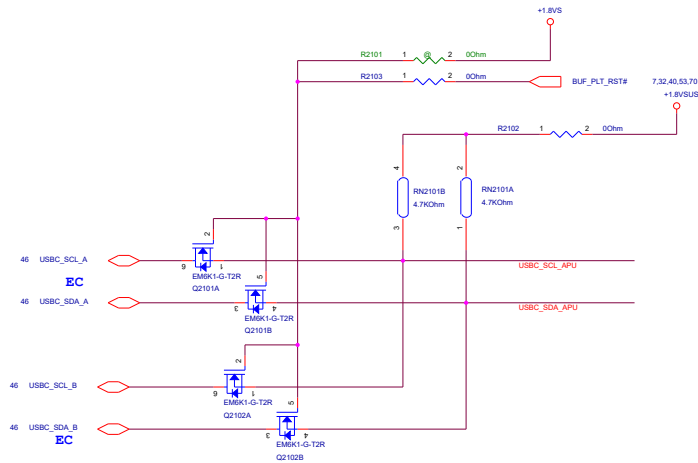 +1.8VS
R2101 1 @ 2 0Ohm
R2103 1 2 0Ohm BUF_PLT_RST# 7,32,40,53,70
+1.8VSUS
R2102 1 2 0Ohm
4 2
RN2101B RN2101A
4.7KOhm 4.7KOhm
3 1
2
46 USBC_SCL_A 6 1 USBC_SCL_APU
EC
EM6K1-G-T2R 5
Q2101A
46 USBC_SDA_A 3 4 USBC_SDA_APU
EM6K1-G-T2R
Q2101B
2
46 USBC_SCL_B 6 1
EM6K1-G-T2R 5
Q2102A
46 USBC_SDA_B 3 4
EC
EM6K1-G-T2R
Q2102B